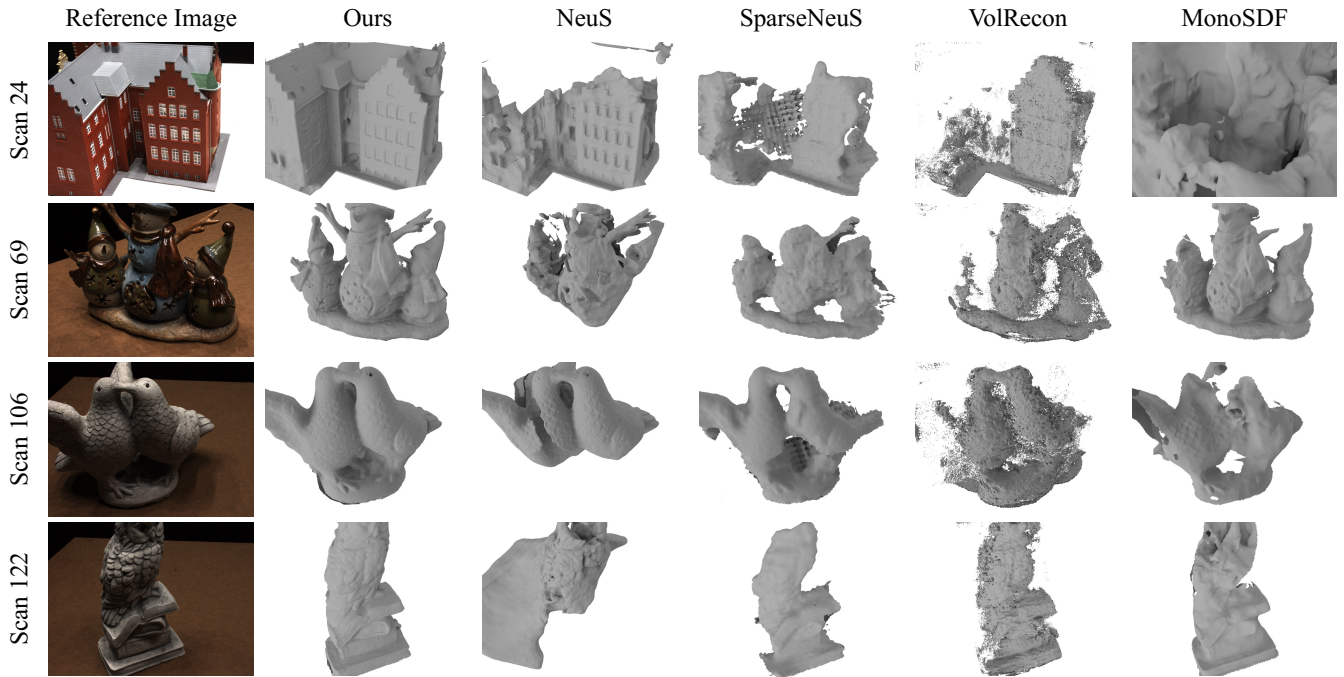 Reference Image Ours NeuS SparseNeuS VolRecon MonoSDF
Scan 24
Scan 69
Scan 106
Scan 122